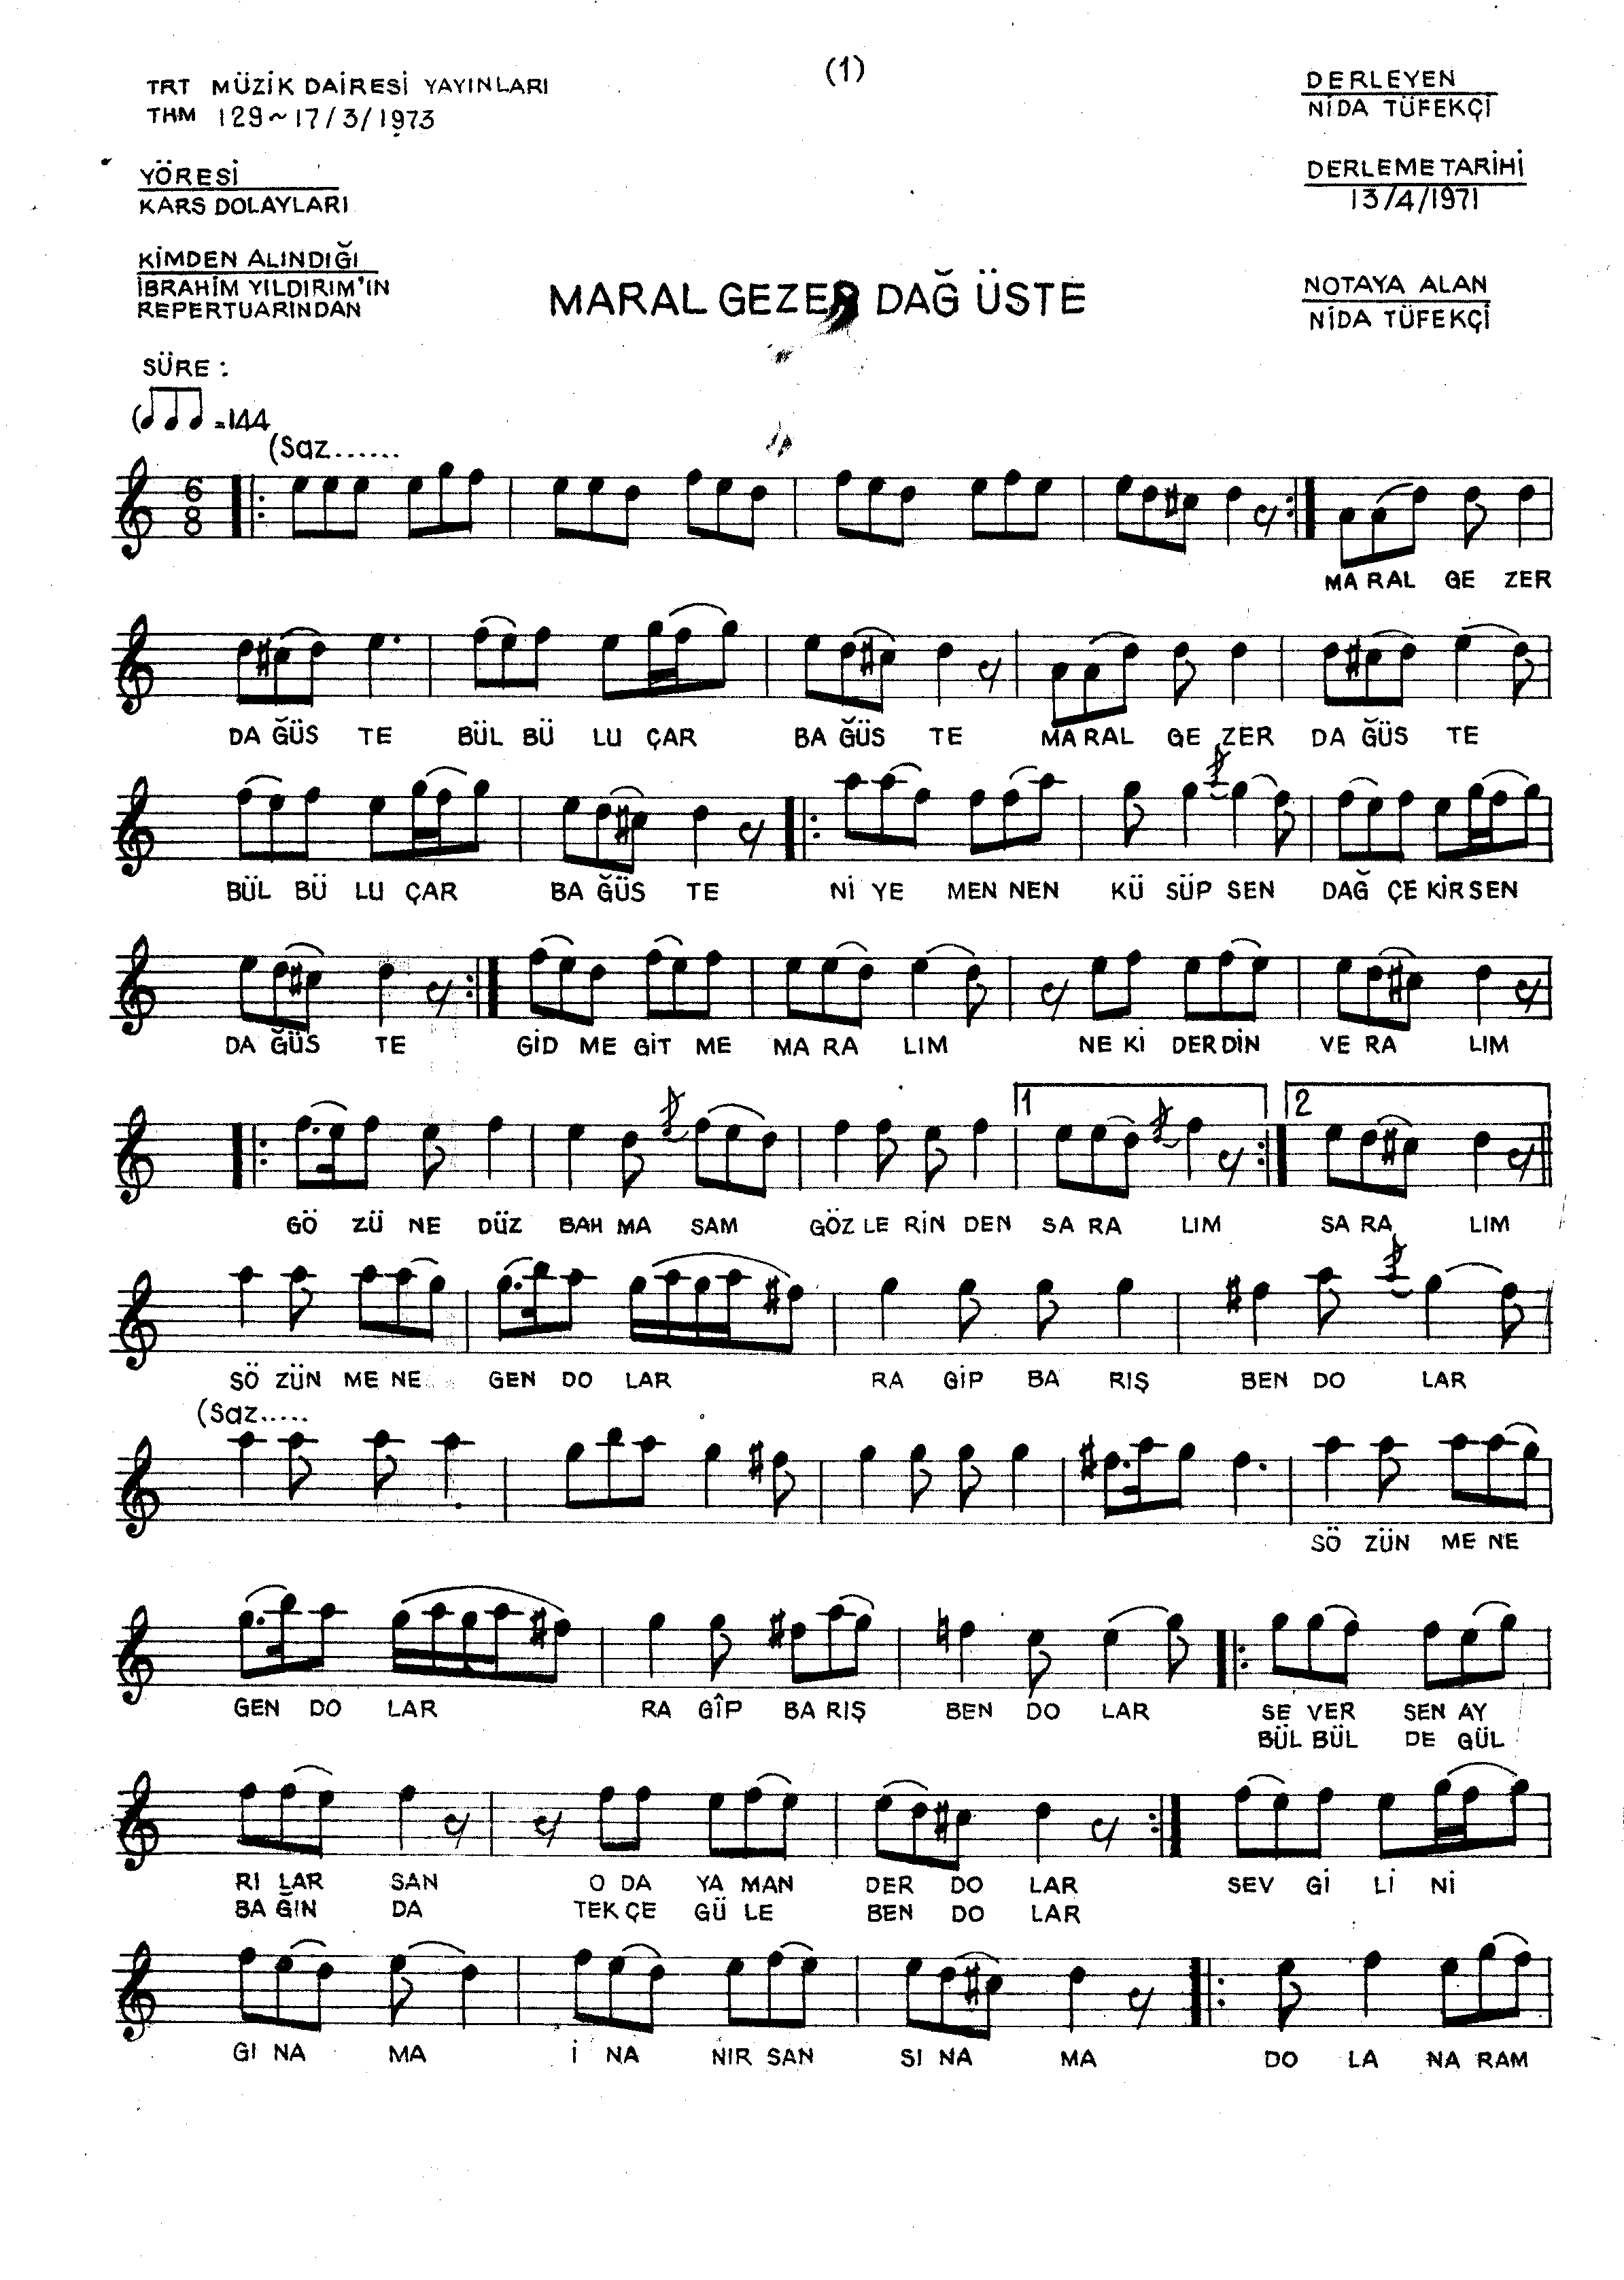 (1)
TRT MÜZİK DAİRESİ YAYINLARI
THM 129~17/3/1973
DERLEYEN
NİDA TÜFEKÇİ
YÖRESİ
KARS DOLAYLARI
DERLEME TARİHİ
13/4/1971
KİMDEN ALINDIĞI
İBRAHİM YILDIRIM'IN
REPERTUARINDAN
MARAL GEZER DAĞ ÜSTE
NOTAYA ALAN
NİDA TÜFEKÇİ
SÜRE :
=144
(Saz......
6
8
MA RAL GE ZER
DA ĞÜS TE BÜL BÜ LU ÇAR BA ĞÜS TE MA RAL GE ZER DA ĞÜS TE
BÜL BÜ LU ÇAR BA ĞÜS TE Nİ YE MEN NEN KÜ SÜP SEN DAĞ ÇE KİR SEN
DA ĞÜS TE GİD ME GİT ME MA RA LIM NE Kİ DER DİN VE RA LIM
1 2
GÖ ZÜ NE DÜZ BAH MA SAM GÖZ LE RİN DEN SA RA LIM SA RA LIM
SÖ ZÜN ME NE GEN DO LAR RA GİP BA RIŞ BEN DO LAR
(Saz.....
SÖ ZÜN ME NE
GEN DO LAR RA GÎP BA RIŞ BEN DO LAR SE VER SEN AY
BÜL BÜL DE GÜL
RI LAR SAN O DA YA MAN DER DO LAR SEV Gİ Lİ Nİ
BA ĞIN DA TEK ÇE GÜ LE BEN DO LAR
GI NA MA İ NA NIR SAN SI NA MA DO LA NA RAM